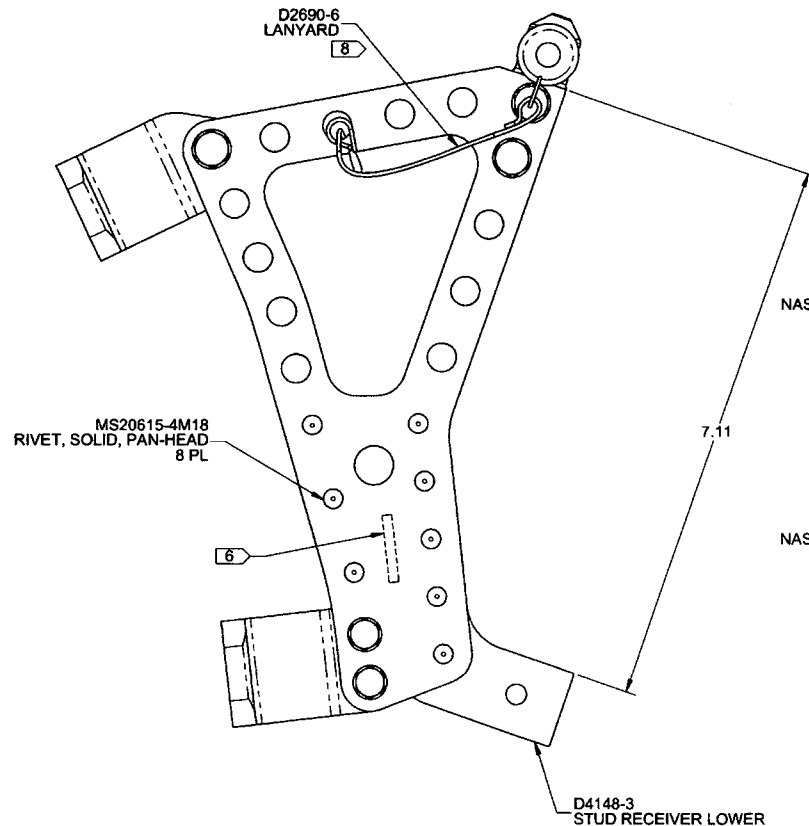 D2690-6
LANYARD
8
NAS
MS20615-4M18
RIVET, SOLID, PAN-HEAD
8 PL
7.11
6
NAS
D4148-3
STUD RECEIVER LOWER